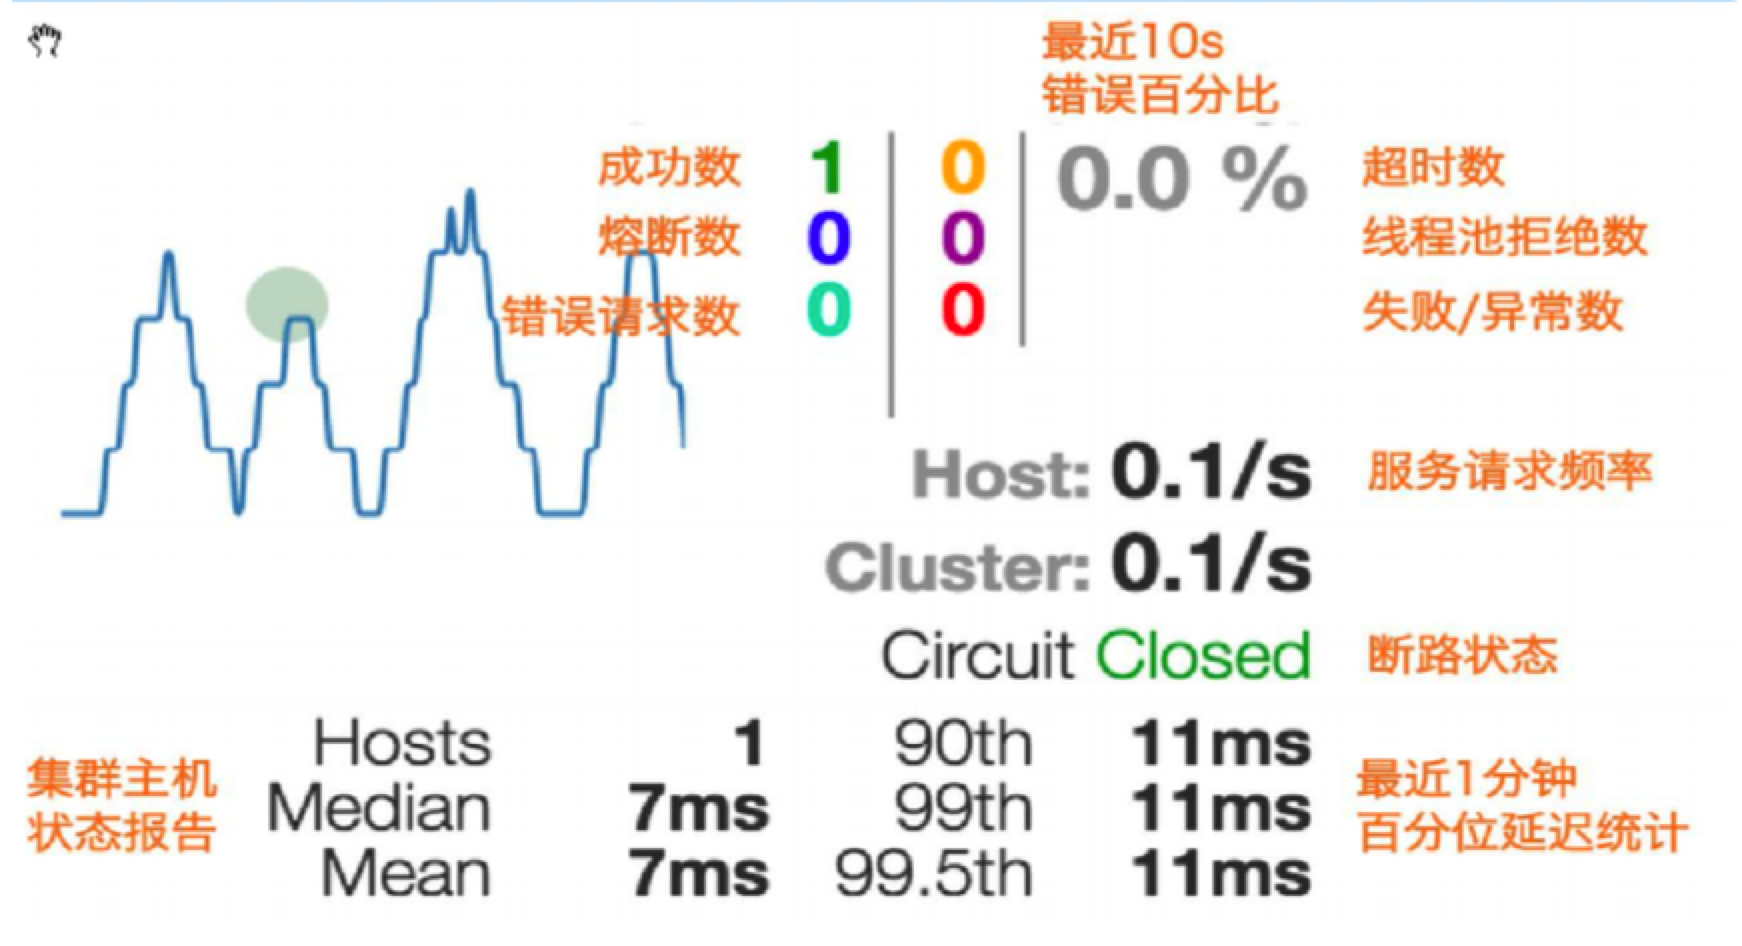 最近10s
错误百分比
成功数 1 0 0.0 % 超时数
熔断数 0 0 线程池拒绝数
错误请求数 0 0 失败/异常数
Host: 0.1/s 服务请求频率
Cluster: 0.1/s
Circuit Closed 断路状态
集群主机
状态报告
Hosts 1 90th 11ms
Median 7ms 99th 11ms
Mean 7ms 99.5th 11ms
最近1分钟
百分位延迟统计